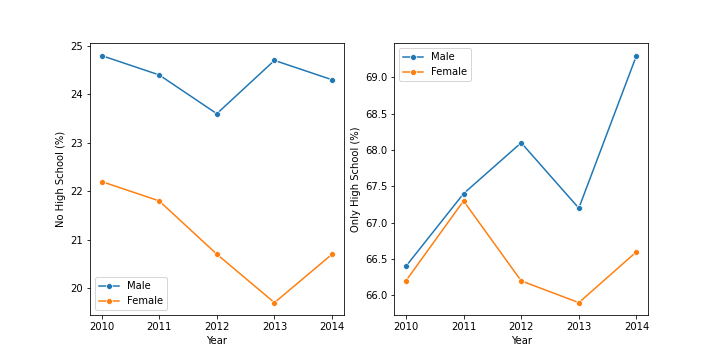 No High School (%)
25
24
23
22
21
20
Male
Female
2010 2011 2012 2013 2014
Year
Only High School (%)
Male
Female
69.0
68.5
68.0
67.5
67.0
66.5
66.0
2010 2011 2012 2013 2014
Year